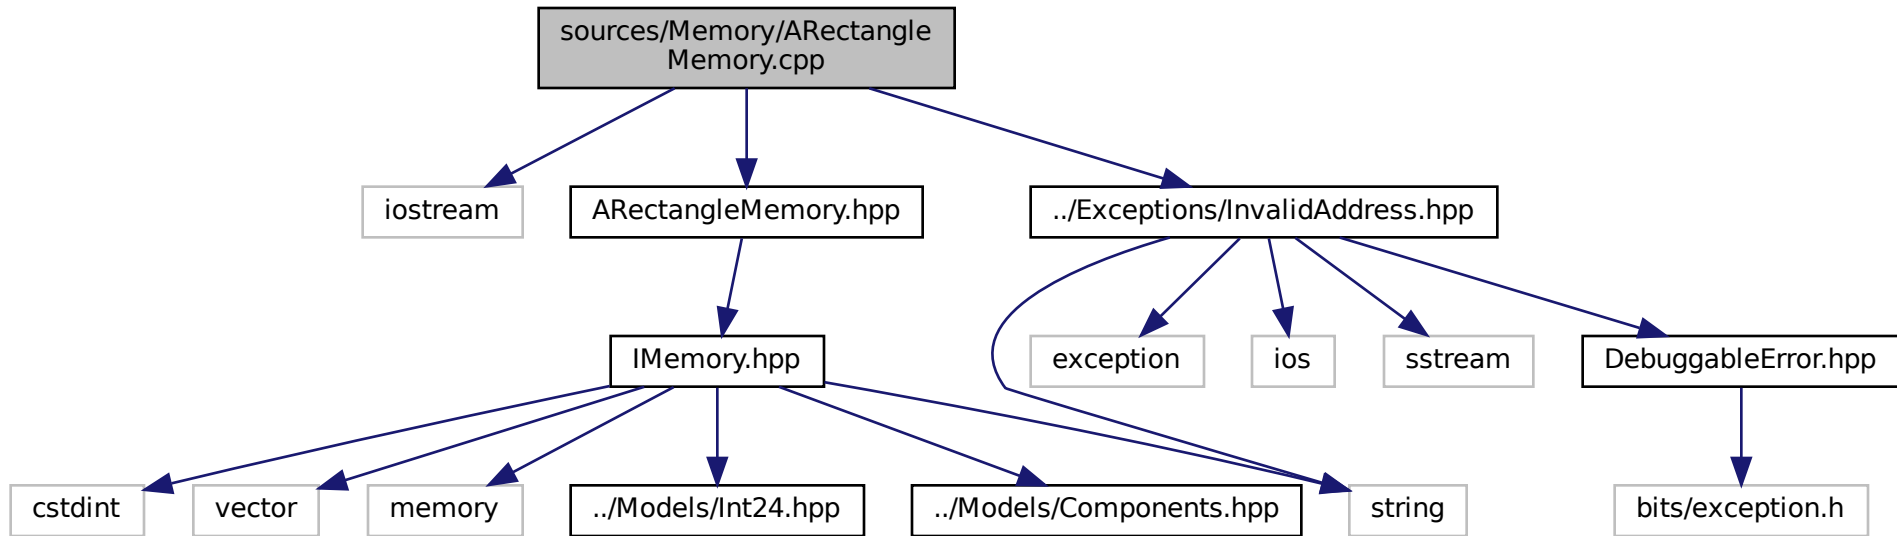 sources/Memory/ARectangle
Memory.cpp
iostream
ARectangleMemory.hpp
../Exceptions/InvalidAddress.hpp
IMemory.hpp
exception
ios
sstream
DebuggableError.hpp
cstdint
vector
memory
../Models/Int24.hpp
../Models/Components.hpp
string
bits/exception.h